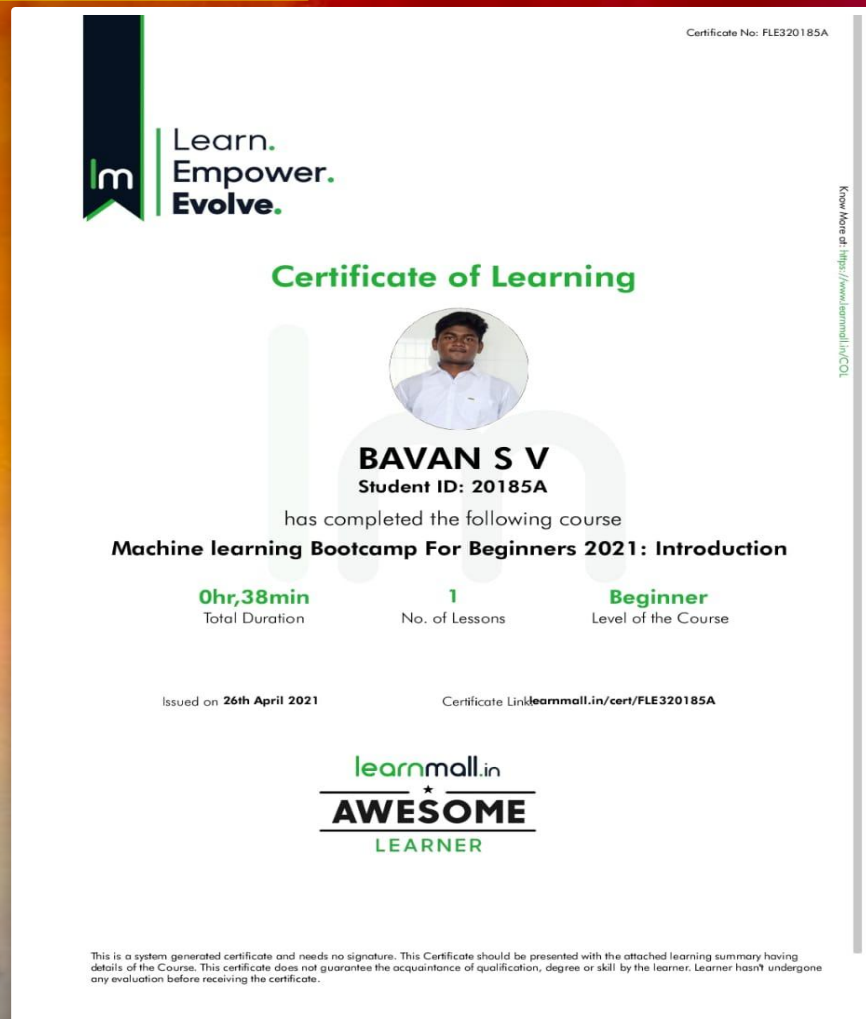 Certificate No: FLE320185A
lm
Learn.
Empower.
Evolve.
Know More at: https://www.learnmall.in/COL
Certificate of Learning
BAVAN S V
Student ID: 20185A
has completed the following course
Machine learning Bootcamp For Beginners 2021: Introduction
0hr,38min 1 Beginner
Total Duration No. of Lessons Level of the Course
Issued on 26th April 2021 Certificate Link:learnmall.in/cert/FLE320185A
learnmall.in
AWESOME
LEARNER
This is a system generated certificate and needs no signature. This Certificate should be presented with the attached learning summary having
details of the Course. This certificate does not guarantee the acquaintance of qualification, degree or skill by the learner. Learner hasn't undergone
any evaluation before receiving the certificate.